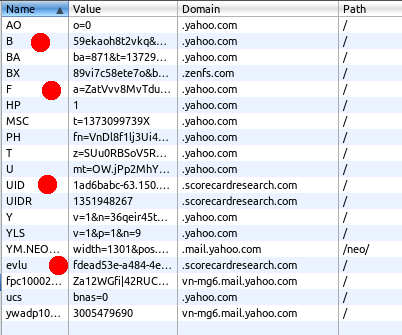 Name Value Domain Path
AO o=0 .yahoo.com /
B 59ekaoh8t2vkq&... .yahoo.com /
BA ba=871&t=13729... .yahoo.com /
BX 89vi7c58ete7o&b... .zenfs.com /
F a=ZatVvv8MvTdu... .yahoo.com /
HP 1 .yahoo.com /
MSC t=1373099739X .yahoo.com /
PH fn=VnDl8f1lj3Ui4... .yahoo.com /
T z=SUu0RBSoV5R... .yahoo.com /
U mt=OW.jPp2MhY... .yahoo.com /
UID 1ad6babc-63.150.... .scorecardresearch.com /
UIDR 1351948267 .scorecardresearch.com /
Y v=1&n=36qeir45t... .yahoo.com /
YLS v=1&p=1&n=9 .yahoo.com /
YM.NEO... width=1301&pos... .mail.yahoo.com /neo/
evlu fdead53e-a484-4e... .scorecardresearch.com /
fpc10002... Za12WGfi|42RUC... vn-mg6.mail.yahoo.com /
ucs bnas=0 vn-mg6.mail.yahoo.com /
ywadp10... 3005479690 vn-mg6.mail.yahoo.com /